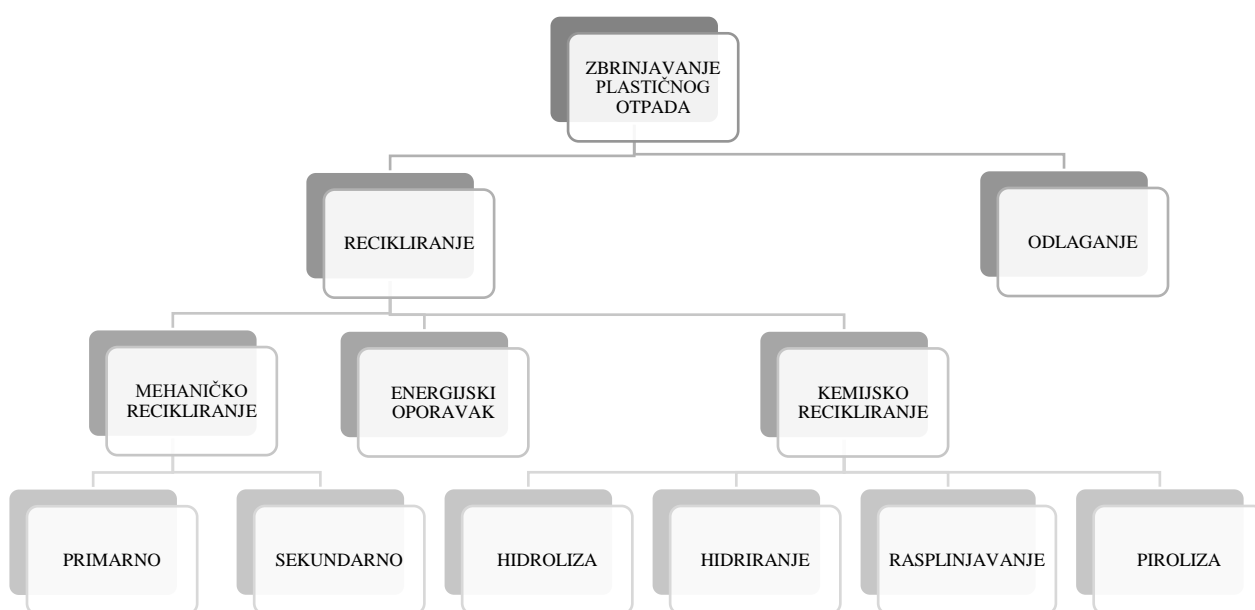 ZBRINJAVANJE
PLASTIČNOG
OTPADA
RECIKLIRANJE
ODLAGANJE
MEHANIČKO
RECIKLIRANJE
ENERGIJSKI
OPORAVAK
KEMIJSKO
RECIKLIRANJE
PRIMARNO
SEKUNDARNO
HIDROLIZA
HIDRIRANJE
RASPLINJAVANJE
PIROLIZA